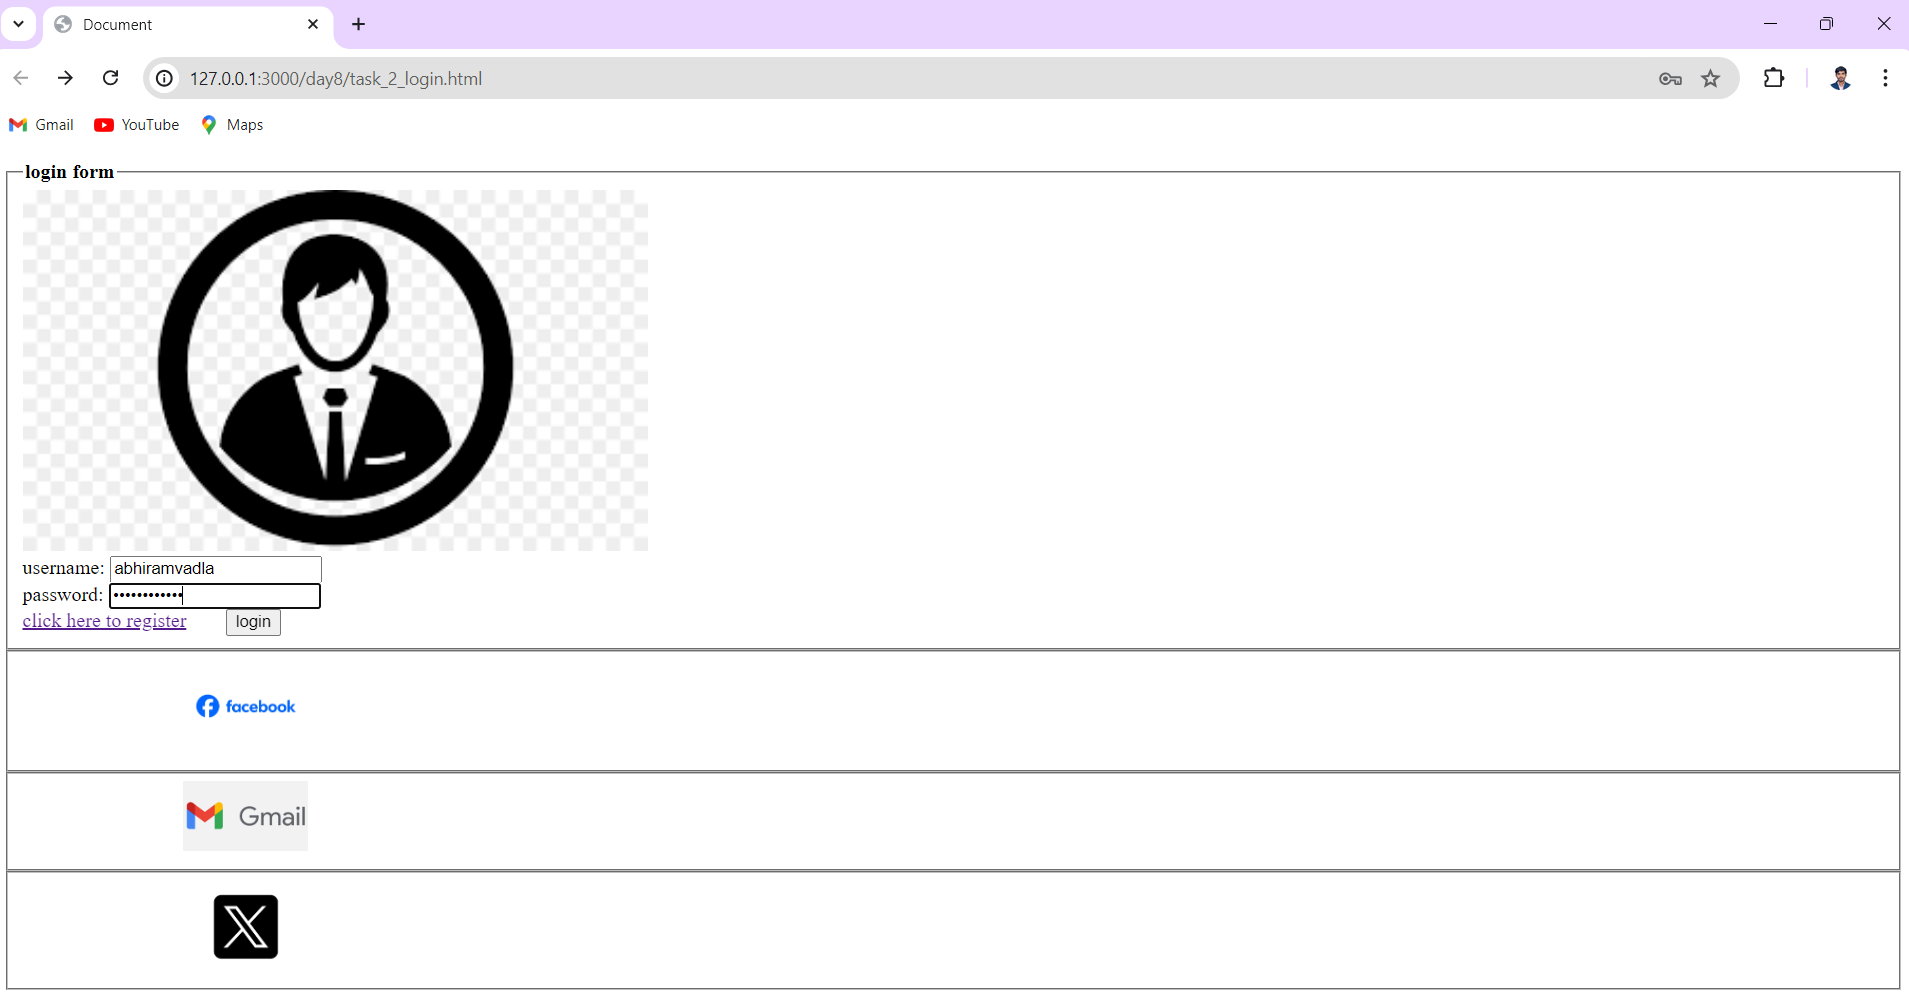 Document
127.0.0.1:3000/day8/task_2_login.html
Gmail YouTube Maps
login form
username: abhiramvadla
password: ••••••••••••
click here to register login
facebook
Gmail
X